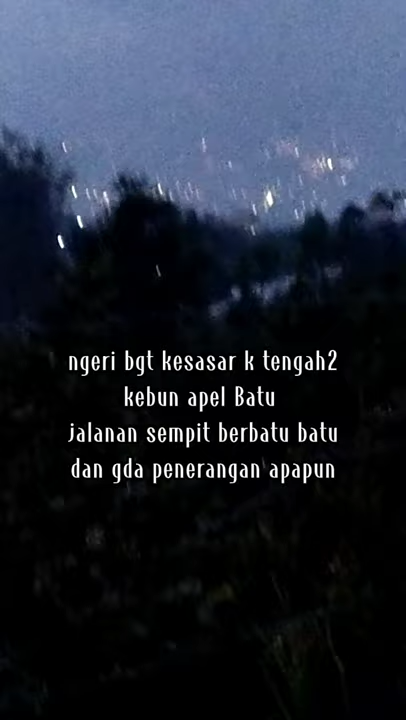 ngeri bgt kesasar k tengah2
kebun apel Batu
jalanan sempit berbatu batu
dan gda penerangan apapun